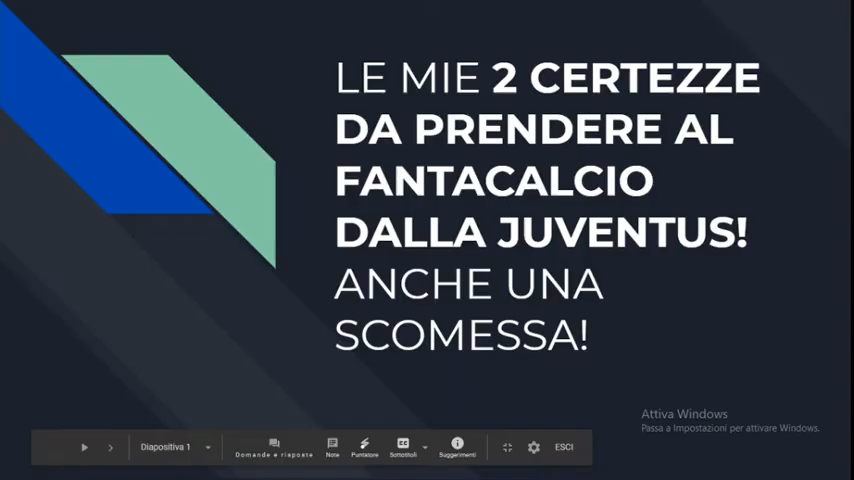 LE MIE 2 CERTEZZE
DA PRENDERE AL
FANTACALCIO
DALLA JUVENTUS!
ANCHE UNA
SCOMESSA!
Attiva Windows
Passa a Impostazioni per attivare Windows.
Diapositiva 1
Domande e risposte
Note
Puntatore
CC
Sottotitoli
Suggerimenti
ESCI